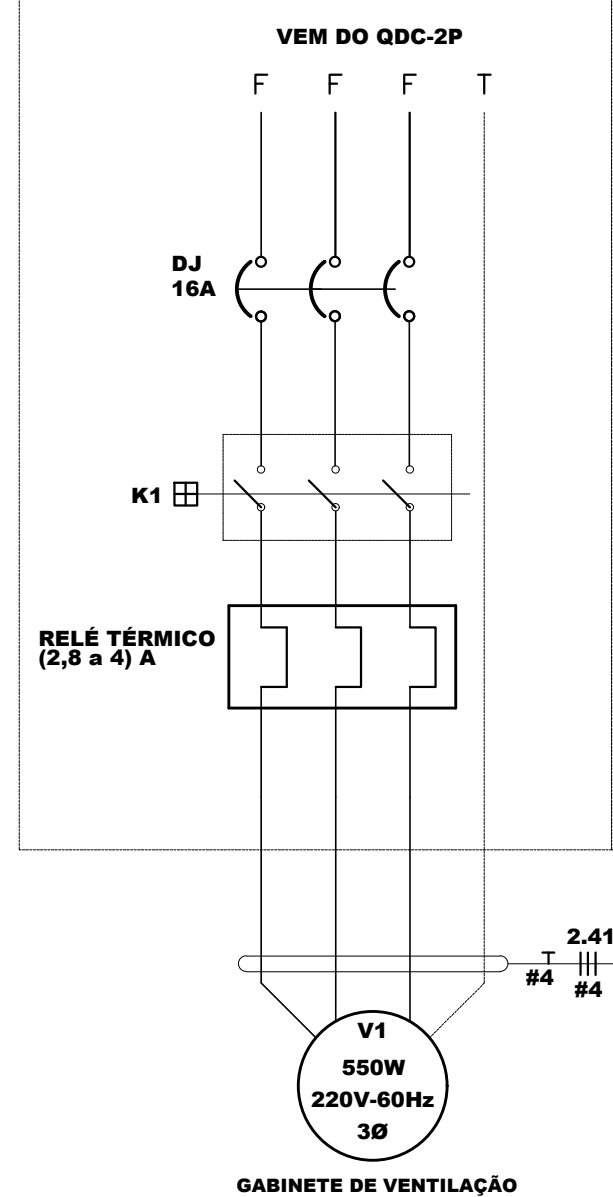 VEM DO QDC-2P
F F F T
DJ
16A
K1
RELÉ TÉRMICO
(2,8 a 4) A
2.41
T
#4
#4
V1
550W
220V-60Hz
3Ø
GABINETE DE VENTILAÇÃO